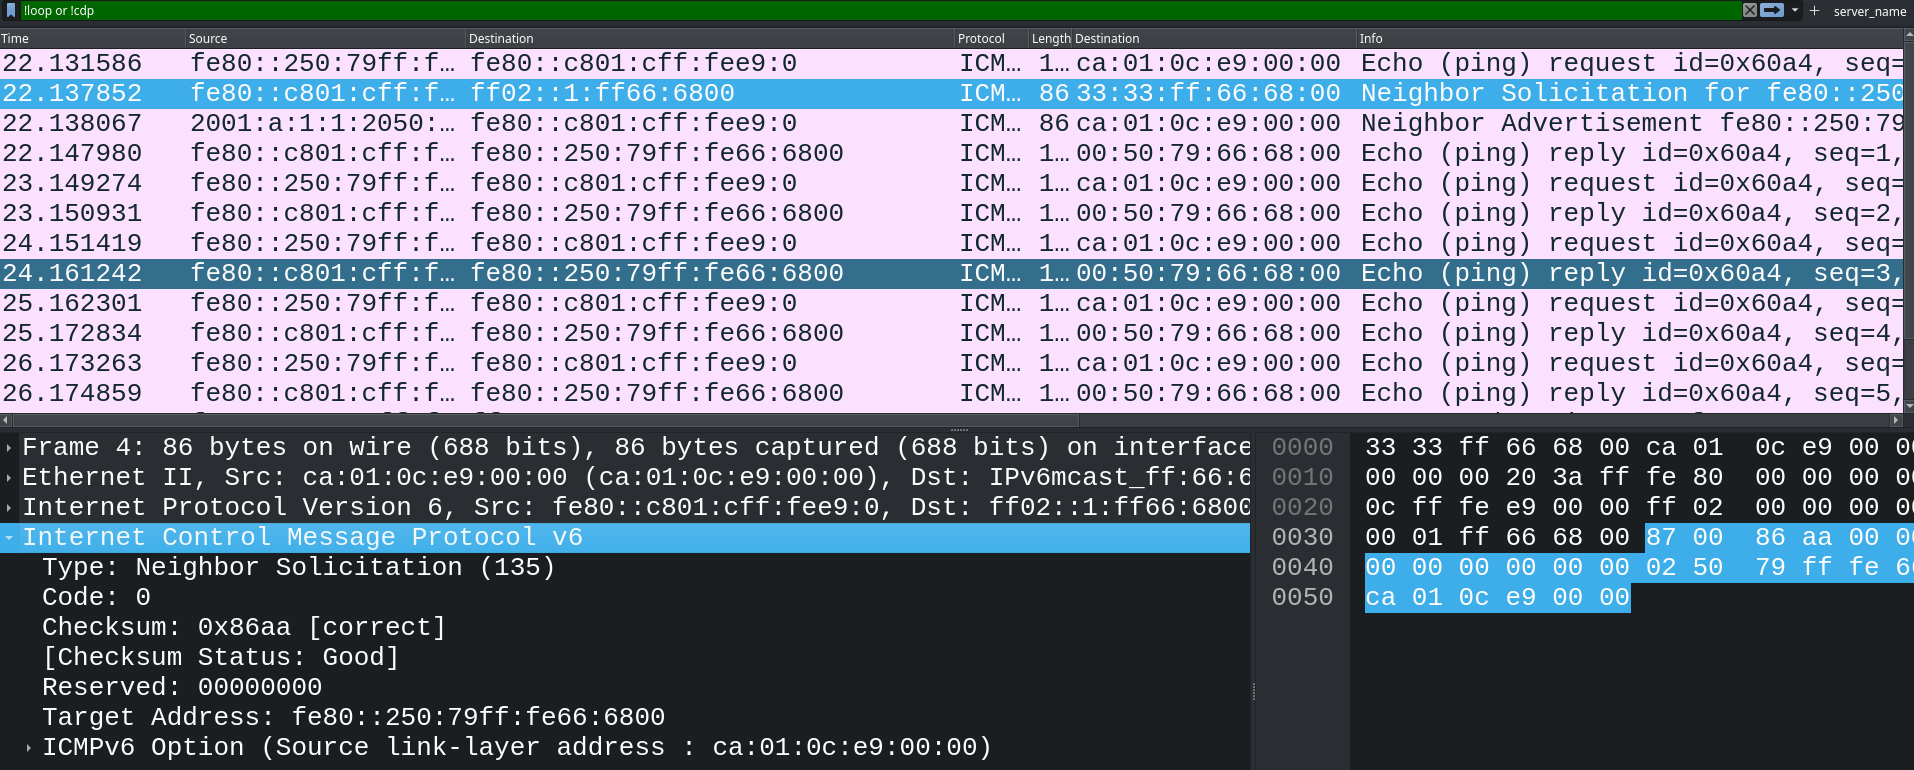 !loop or !cdp server_name
Time Source Destination Protocol Length Destination Info
22.131586 fe80::250:79ff:f… fe80::c801:cff:fee9:0 ICM… 1… ca:01:0c:e9:00:00 Echo (ping) request id=0x60a4, seq=
22.137852 fe80::c801:cff:f… ff02::1:ff66:6800 ICM… 86 33:33:ff:66:68:00 Neighbor Solicitation for fe80::250
22.138067 2001:a:1:1:2050:… fe80::c801:cff:fee9:0 ICM… 86 ca:01:0c:e9:00:00 Neighbor Advertisement fe80::250:79
22.147980 fe80::c801:cff:f… fe80::250:79ff:fe66:6800 ICM… 1… 00:50:79:66:68:00 Echo (ping) reply id=0x60a4, seq=1,
23.149274 fe80::250:79ff:f… fe80::c801:cff:fee9:0 ICM… 1… ca:01:0c:e9:00:00 Echo (ping) request id=0x60a4, seq=
23.150931 fe80::c801:cff:f… fe80::250:79ff:fe66:6800 ICM… 1… 00:50:79:66:68:00 Echo (ping) reply id=0x60a4, seq=2,
24.151419 fe80::250:79ff:f… fe80::c801:cff:fee9:0 ICM… 1… ca:01:0c:e9:00:00 Echo (ping) request id=0x60a4, seq=
24.161242 fe80::c801:cff:f… fe80::250:79ff:fe66:6800 ICM… 1… 00:50:79:66:68:00 Echo (ping) reply id=0x60a4, seq=3,
25.162301 fe80::250:79ff:f… fe80::c801:cff:fee9:0 ICM… 1… ca:01:0c:e9:00:00 Echo (ping) request id=0x60a4, seq=
25.172834 fe80::c801:cff:f… fe80::250:79ff:fe66:6800 ICM… 1… 00:50:79:66:68:00 Echo (ping) reply id=0x60a4, seq=4,
26.173263 fe80::250:79ff:f… fe80::c801:cff:fee9:0 ICM… 1… ca:01:0c:e9:00:00 Echo (ping) request id=0x60a4, seq=
26.174859 fe80::c801:cff:f… fe80::250:79ff:fe66:6800 ICM… 1… 00:50:79:66:68:00 Echo (ping) reply id=0x60a4, seq=5,
Frame 4: 86 bytes on wire (688 bits), 86 bytes captured (688 bits) on interface
Ethernet II, Src: ca:01:0c:e9:00:00 (ca:01:0c:e9:00:00), Dst: IPv6mcast_ff:66:6
Internet Protocol Version 6, Src: fe80::c801:cff:fee9:0, Dst: ff02::1:ff66:6800
Internet Control Message Protocol v6
Type: Neighbor Solicitation (135)
Code: 0
Checksum: 0x86aa [correct]
[Checksum Status: Good]
Reserved: 00000000
Target Address: fe80::250:79ff:fe66:6800
ICMPv6 Option (Source link-layer address : ca:01:0c:e9:00:00)
0000 33 33 ff 66 68 00 ca 01 0c e9 00 00
0010 00 00 00 20 3a ff fe 80 00 00 00 00
0020 0c ff fe e9 00 00 ff 02 00 00 00 00
0030 00 01 ff 66 68 00 87 00 86 aa 00 00
0040 00 00 00 00 00 00 02 50 79 ff fe 66
0050 ca 01 0c e9 00 00